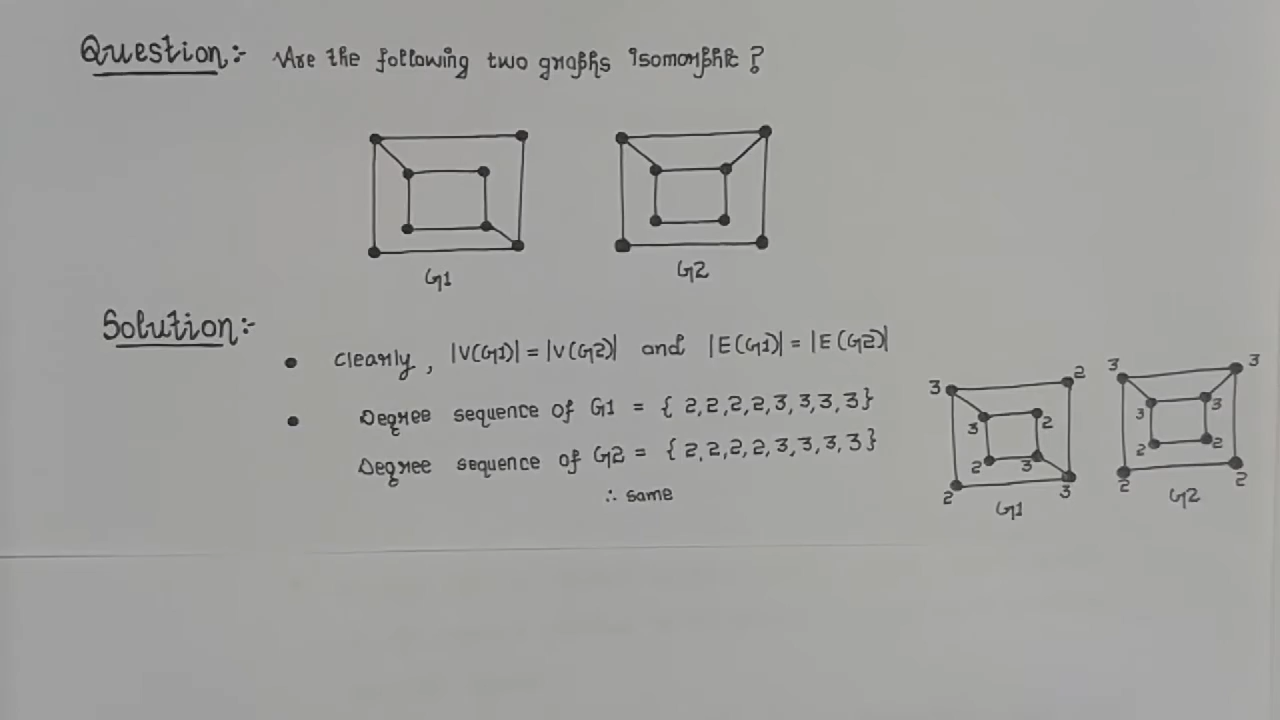 Question:- Are the following two graphs isomorphic ?
G1
G2
Solution:-
• Clearly, |V(G1)| = |V(G2)| and |E(G1)| = |E(G2)|
• Degree sequence of G1 = { 2,2,2,2,3,3,3,3}
Degree sequence of G2 = { 2,2,2,2,3,3,3,3}
∴ same
3 2
3 2
2 3
2 3
G1
3 3
3 3
2 2
2 2
G2